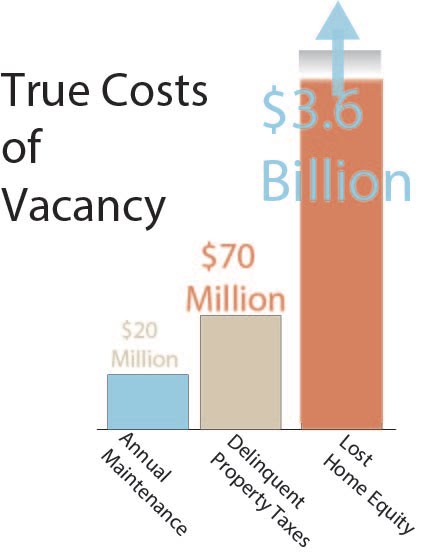 True Costs
of
Vacancy
$3.6
Billion
$70
Million
$20
Million
Annual
Maintenance
Delinquent
Property Taxes
Lost
Home Equity